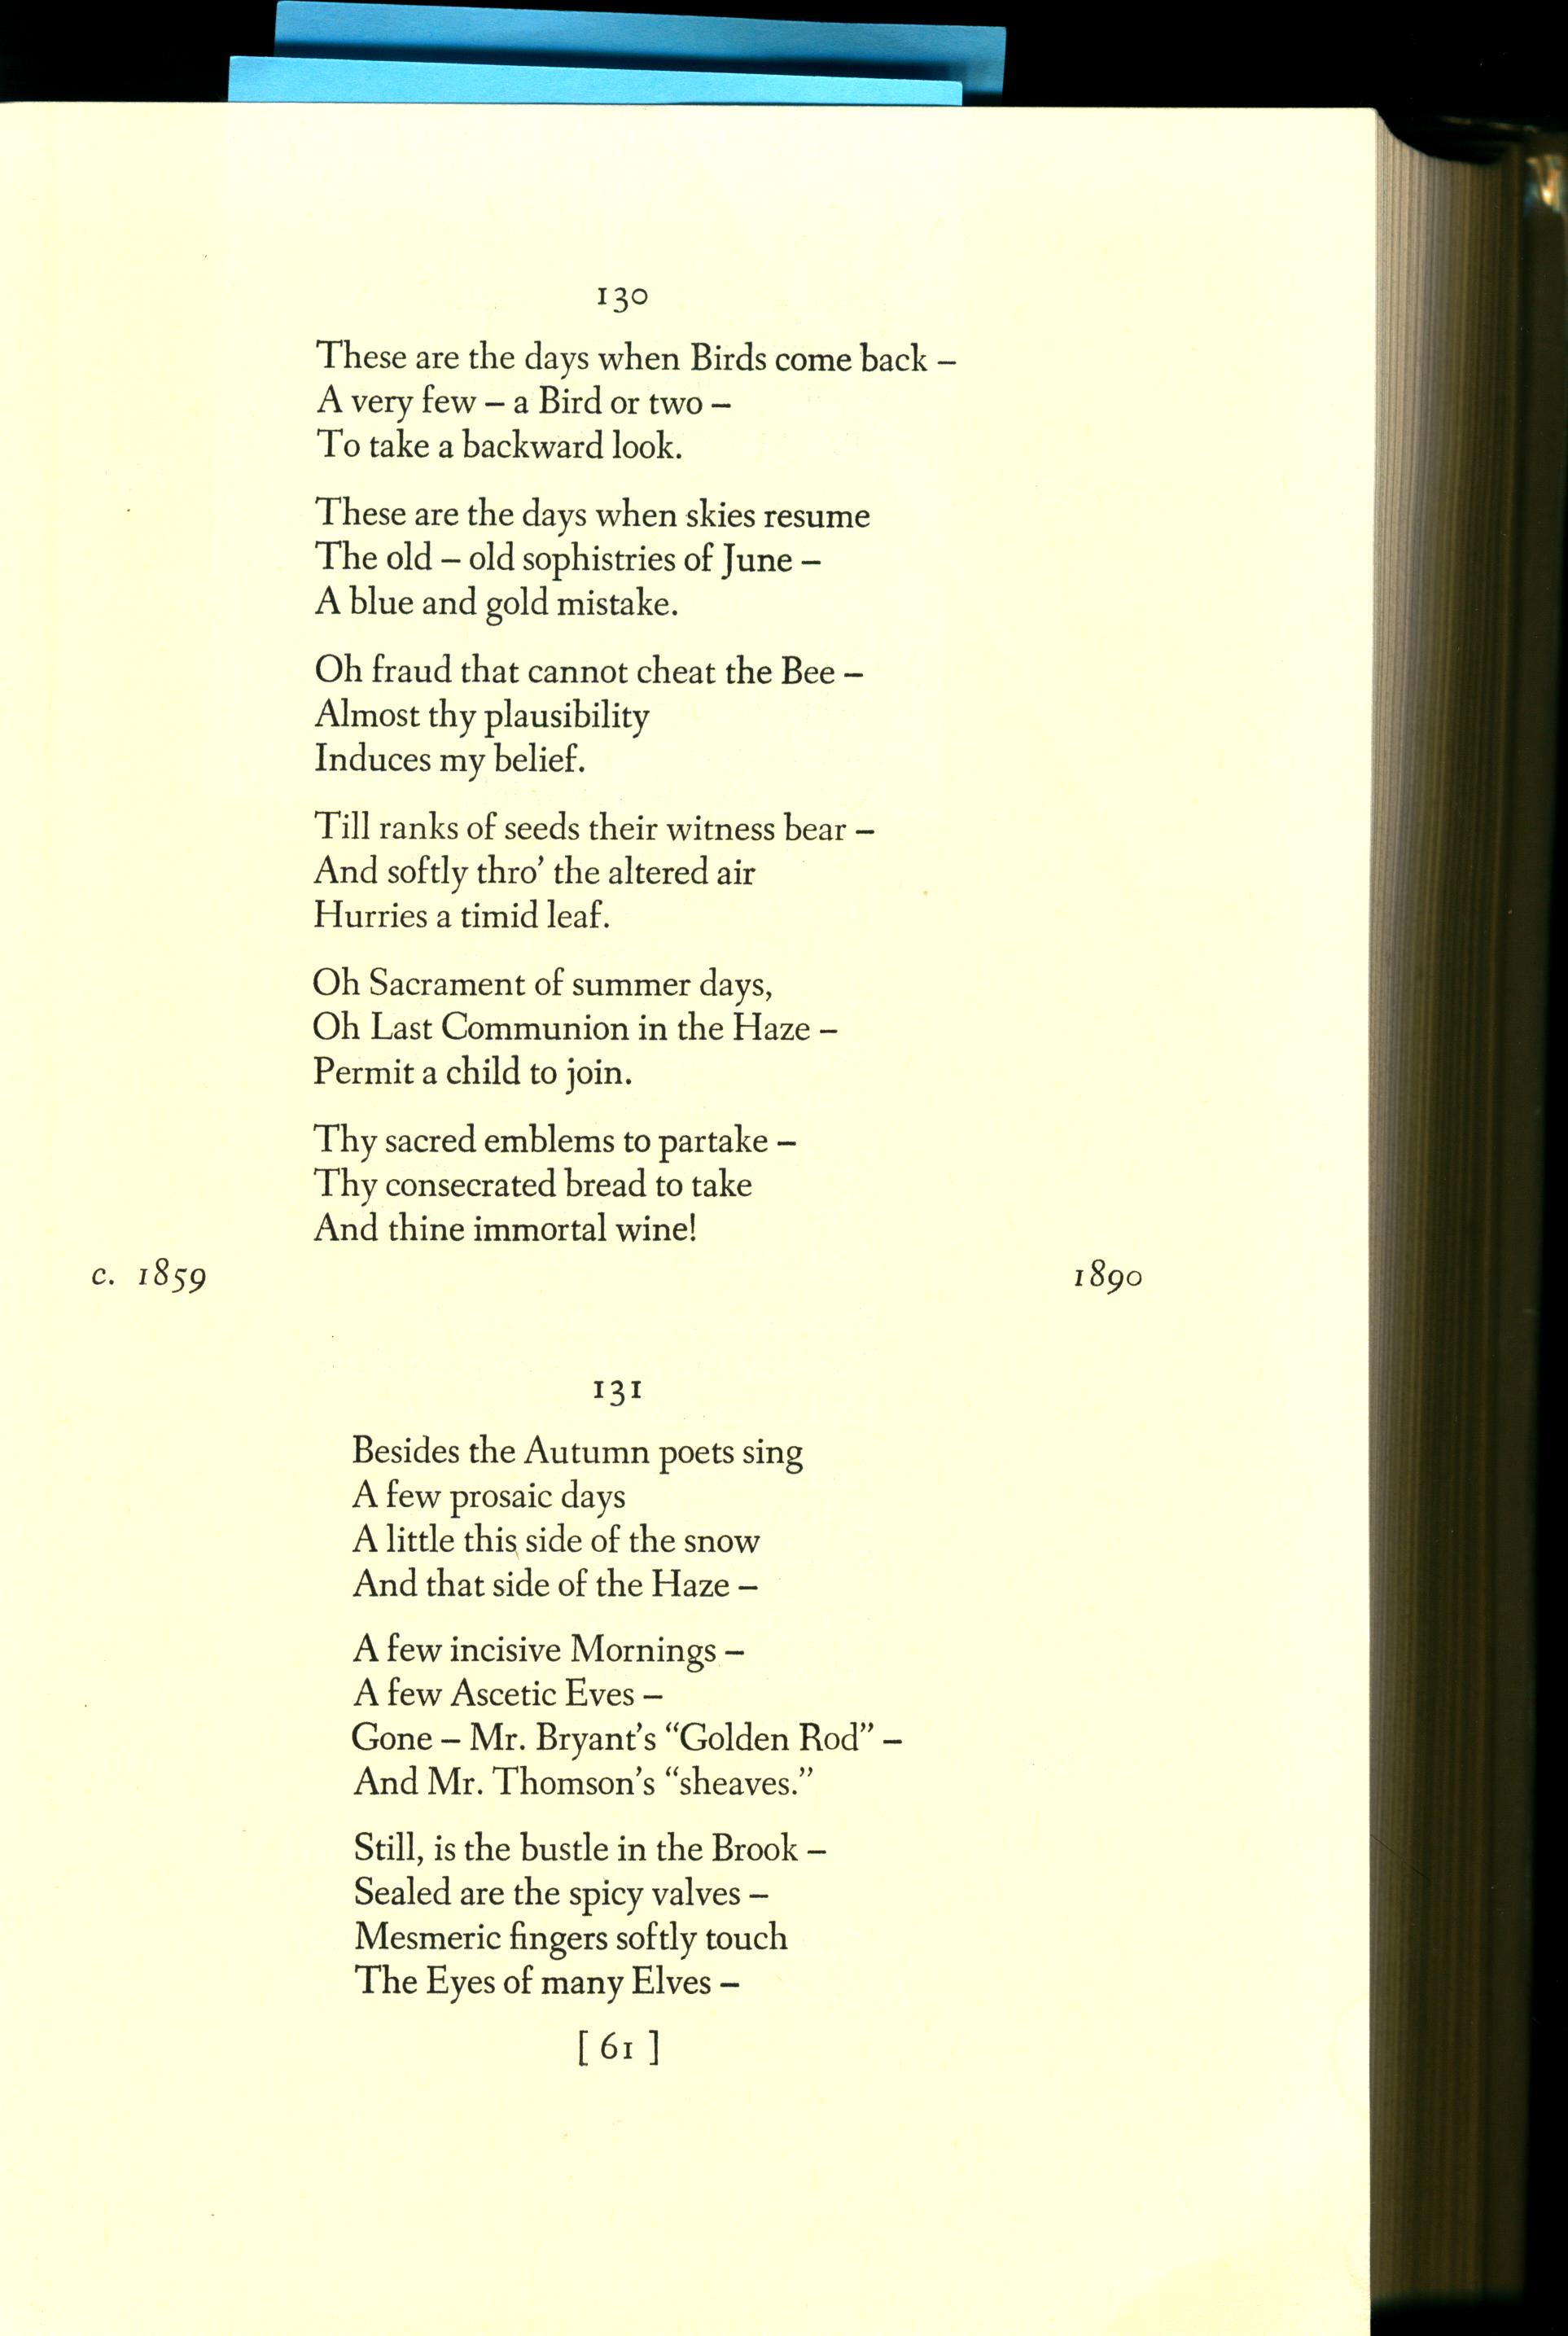 130
These are the days when Birds come back –
A very few – a Bird or two –
To take a backward look.
These are the days when skies resume
The old – old sophistries of June –
A blue and gold mistake.
Oh fraud that cannot cheat the Bee –
Almost thy plausibility
Induces my belief.
Till ranks of seeds their witness bear –
And softly thro' the altered air
Hurries a timid leaf.
Oh Sacrament of summer days,
Oh Last Communion in the Haze –
Permit a child to join.
Thy sacred emblems to partake –
Thy consecrated bread to take
And thine immortal wine!
c. 1859 1890
131
Besides the Autumn poets sing
A few prosaic days
A little this side of the snow
And that side of the Haze –
A few incisive Mornings –
A few Ascetic Eves –
Gone – Mr. Bryant's “Golden Rod” –
And Mr. Thomson's “sheaves.”
Still, is the bustle in the Brook –
Sealed are the spicy valves –
Mesmeric fingers softly touch
The Eyes of many Elves –
[ 61 ]